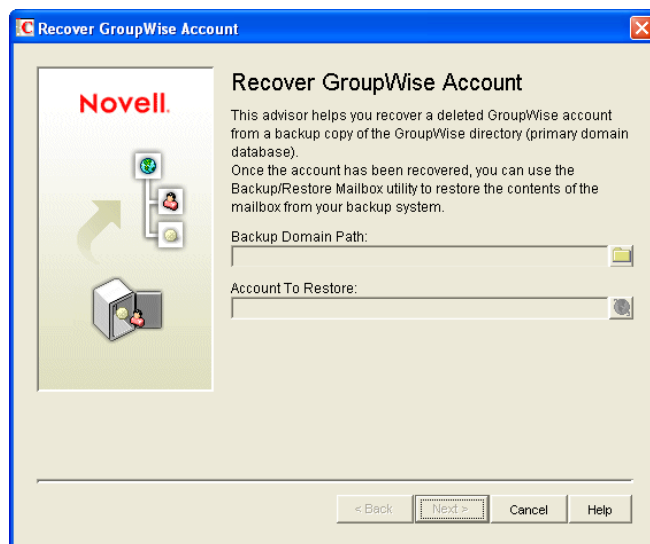 Recover GroupWise Account
Novell.
Recover GroupWise Account
This advisor helps you recover a deleted GroupWise account
from a backup copy of the GroupWise directory (primary domain
database).
Once the account has been recovered, you can use the
Backup/Restore Mailbox utility to restore the contents of the
mailbox from your backup system.
Backup Domain Path:
Account To Restore:
< Back Next > Cancel Help